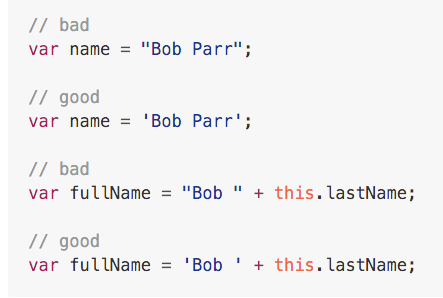 // bad
var name = "Bob Parr";
// good
var name = 'Bob Parr';
// bad
var fullName = "Bob " + this.lastName;
// good
var fullName = 'Bob ' + this.lastName;